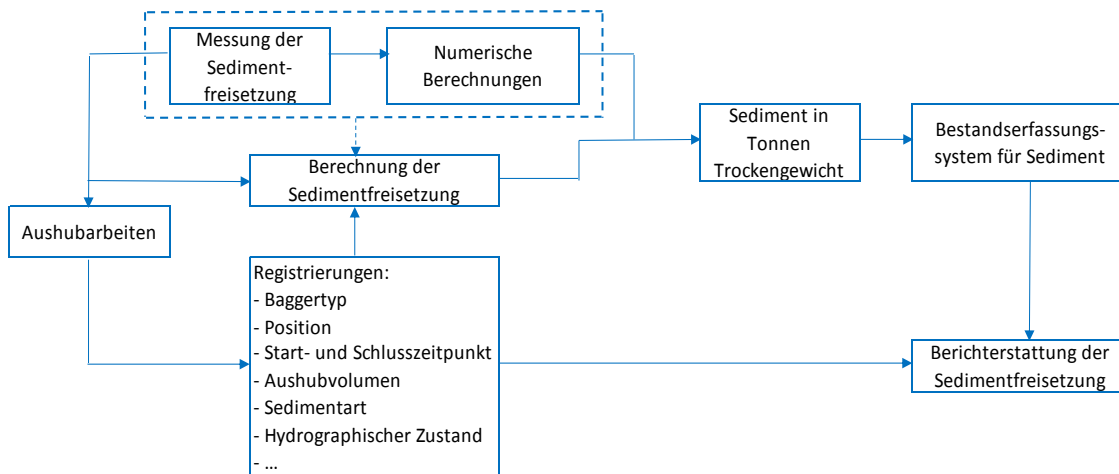 Messung der
Sediment-
freisetzung
Numerische
Berechnungen
Sediment in
Tonnen
Trockengewicht
Bestandserfassungs-
system für Sediment
Berechnung der
Sedimentfreisetzung
Aushubarbeiten
Registrierungen:
- Baggertyp
- Position
- Start- und Schlusszeitpunkt
- Aushubvolumen
- Sedimentart
- Hydrographischer Zustand
- ...
Berichterstattung der
Sedimentfreisetzung